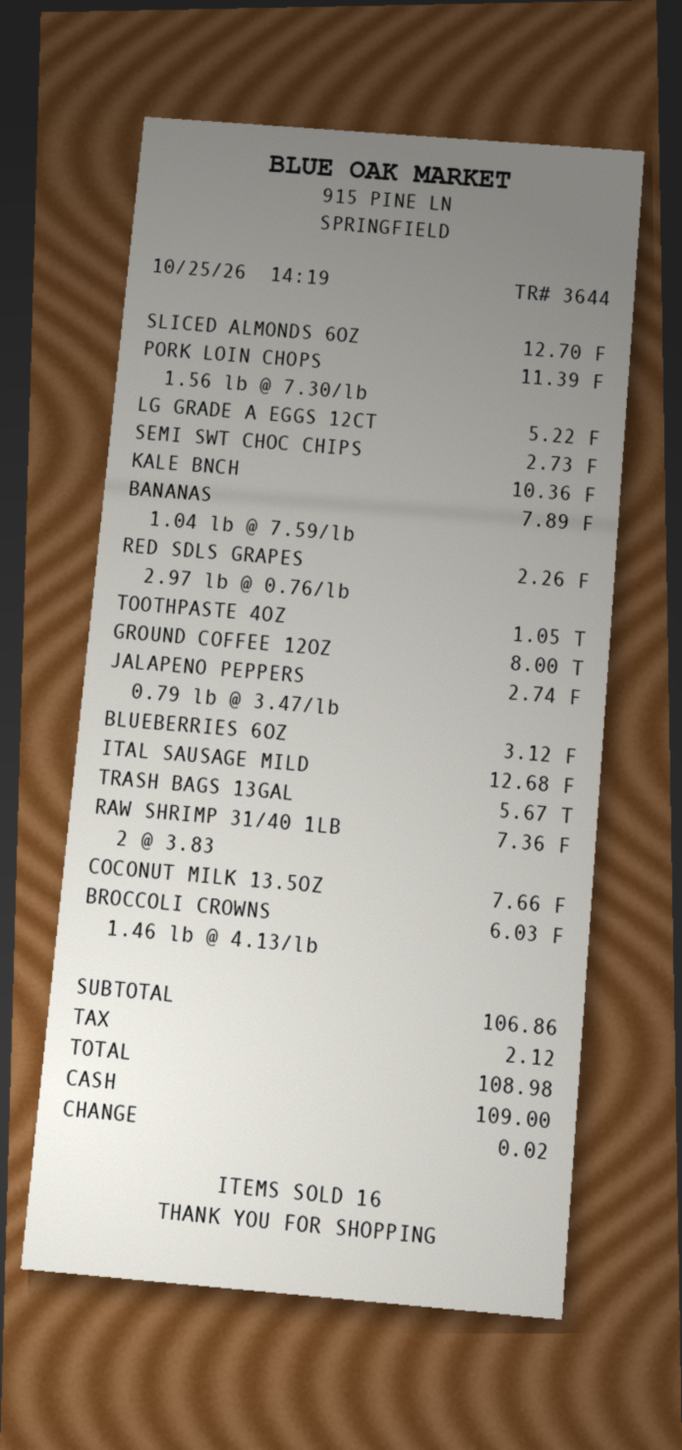 BLUE OAK MARKET
915 PINE LN
SPRINGFIELD
10/25/26 14:19 TR# 3644
SLICED ALMONDS 6OZ 12.70 F
PORK LOIN CHOPS 11.39 F
1.56 lb @ 7.30/lb
LG GRADE A EGGS 12CT 5.22 F
SEMI SWT CHOC CHIPS 2.73 F
KALE BNCH 10.36 F
BANANAS 7.89 F
1.04 lb @ 7.59/lb
RED SDLS GRAPES 2.26 F
2.97 lb @ 0.76/lb
TOOTHPASTE 4OZ 1.05 T
GROUND COFFEE 12OZ 8.00 T
JALAPENO PEPPERS 2.74 F
0.79 lb @ 3.47/lb
BLUEBERRIES 6OZ 3.12 F
ITAL SAUSAGE MILD 12.68 F
TRASH BAGS 13GAL 5.67 T
RAW SHRIMP 31/40 1LB 7.36 F
2 @ 3.83
COCONUT MILK 13.5OZ 7.66 F
BROCCOLI CROWNS 6.03 F
1.46 lb @ 4.13/lb
SUBTOTAL 106.86
TAX 2.12
TOTAL 108.98
CASH 109.00
CHANGE 0.02
ITEMS SOLD 16
THANK YOU FOR SHOPPING